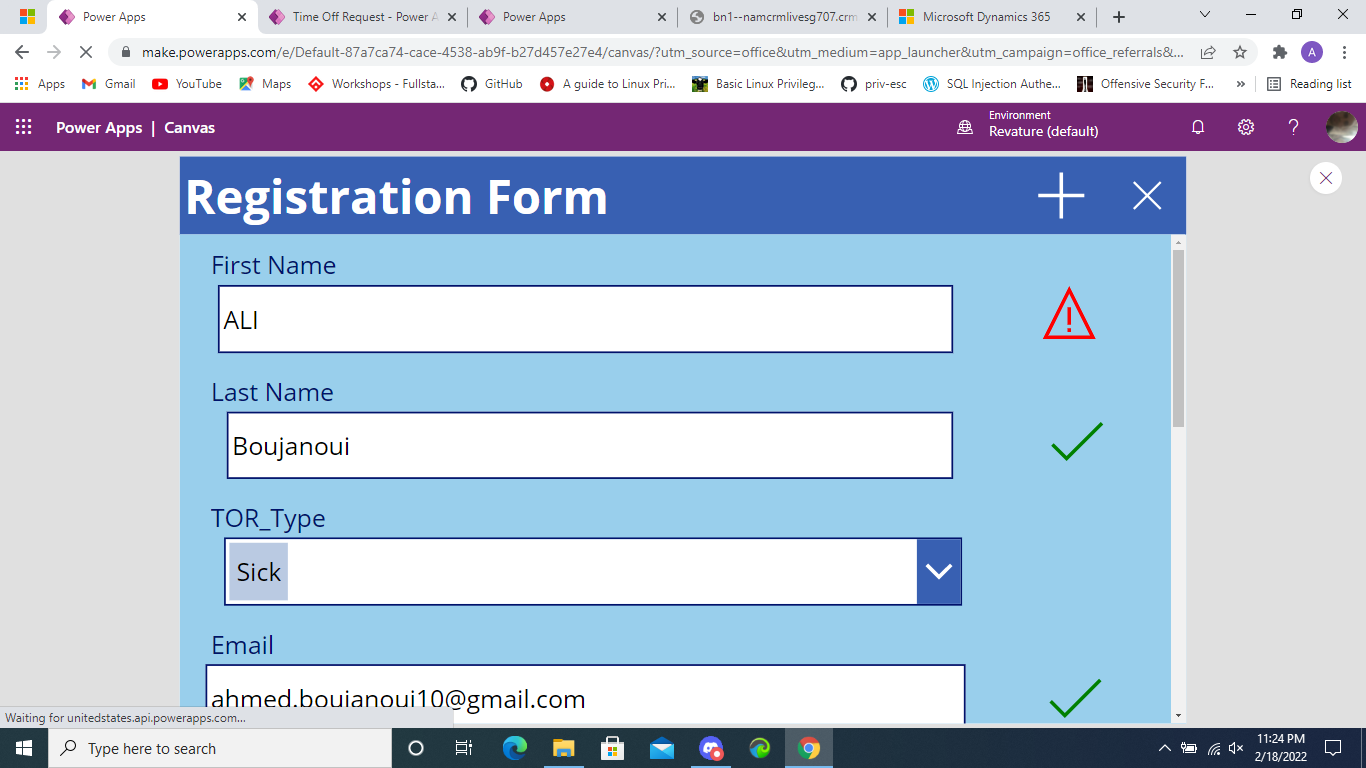 Power Apps
Time Off Request - Power A
Power Apps
bn1--namcrmlivesg707.crm
Microsoft Dynamics 365
make.powerapps.com/e/Default-87a7ca74-cace-4538-ab9f-b27d457e27e4/canvas/?utm_source=office&utm_medium=app_launcher&utm_campaign=office_referrals&...
A
Apps
Gmail
YouTube
Maps
Workshops - Fullsta...
GitHub
A guide to Linux Pri...
Basic Linux Privileg...
priv-esc
SQL Injection Authe...
Offensive Security F...
»
Reading list
Power Apps | Canvas
Environment
Revature (default)
?
Registration Form
First Name
ALI
Last Name
Boujanoui
TOR_Type
Sick
Email
ahmed.boujanoui10@gmail.com
Waiting for unitedstates.api.powerapps.com...
Type here to search
11:24 PM
2/18/2022